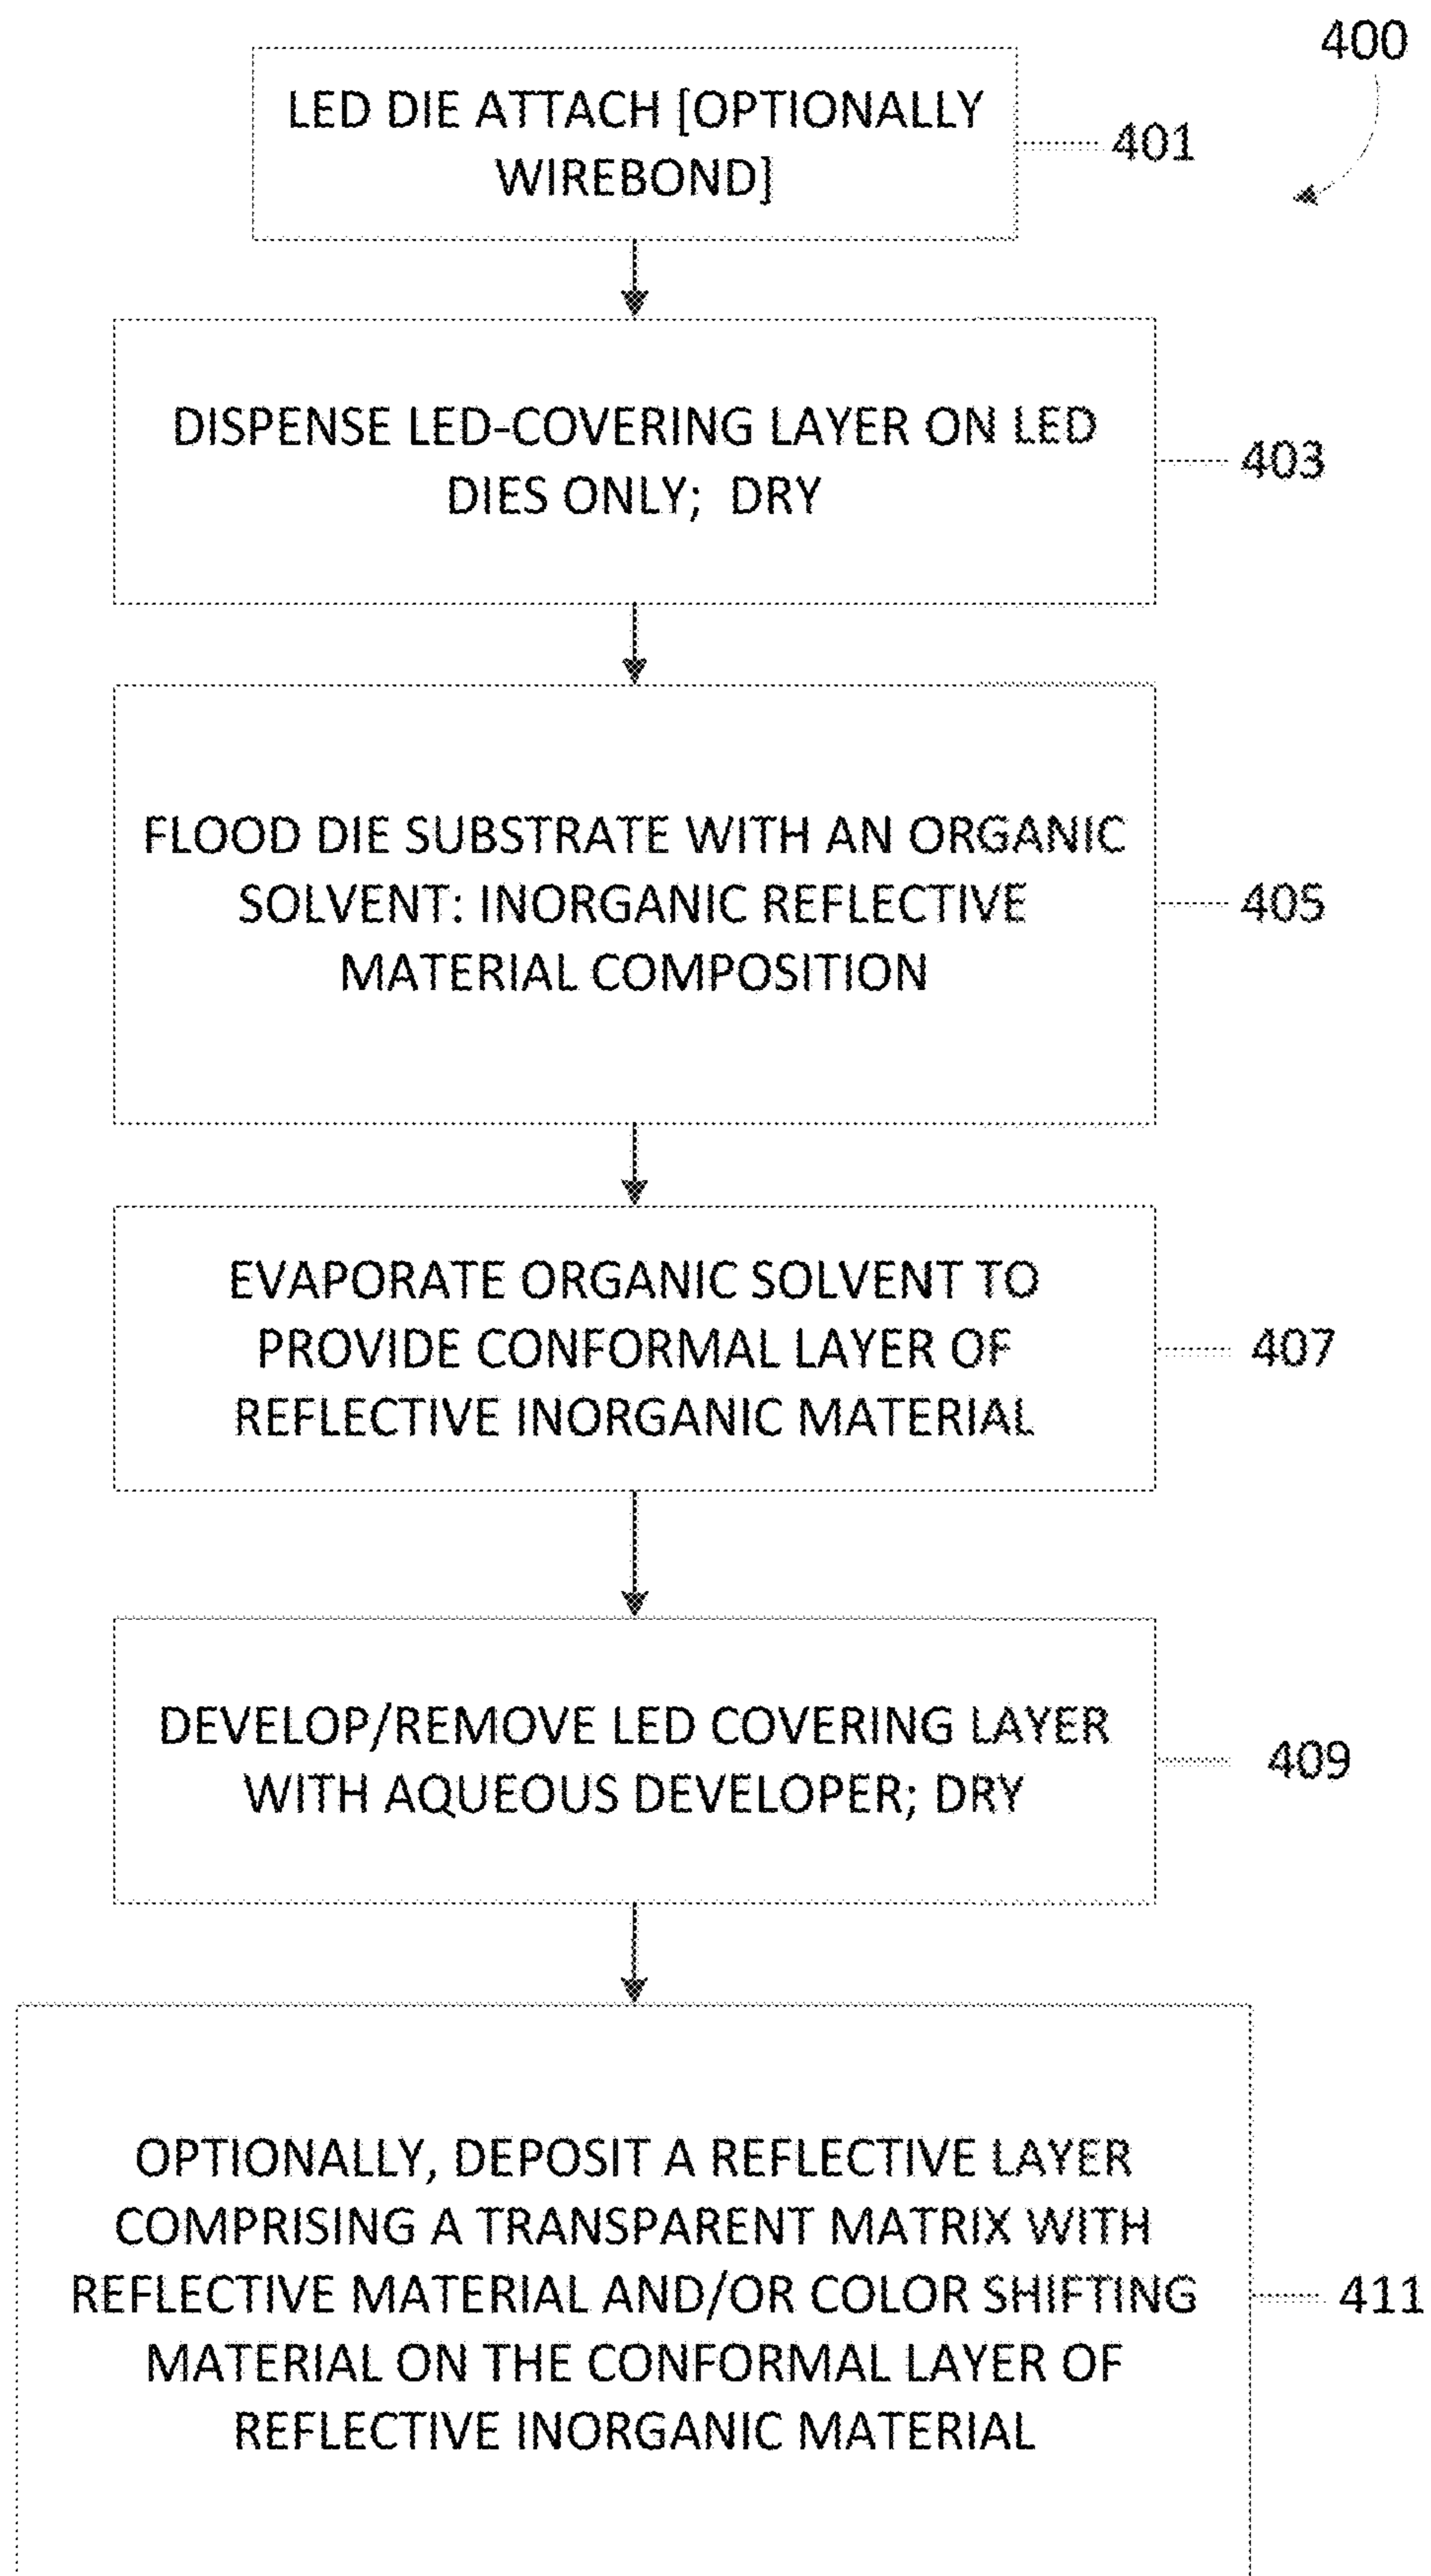 400
LED DIE ATTACH [OPTIONALLY
WIREBOND]
401
DISPENSE LED-COVERING LAYER ON LED
DIES ONLY; DRY
403
FLOOD DIE SUBSTRATE WITH AN ORGANIC
SOLVENT: INORGANIC REFLECTIVE
MATERIAL COMPOSITION
405
EVAPORATE ORGANIC SOLVENT TO
PROVIDE CONFORMAL LAYER OF
REFLECTIVE INORGANIC MATERIAL
407
DEVELOP/REMOVE LED COVERING LAYER
WITH AQUEOUS DEVELOPER; DRY
409
OPTIONALLY, DEPOSIT A REFLECTIVE LAYER
COMPRISING A TRANSPARENT MATRIX WITH
REFLECTIVE MATERIAL AND/OR COLOR SHIFTING
MATERIAL ON THE CONFORMAL LAYER OF
REFLECTIVE INORGANIC MATERIAL
411